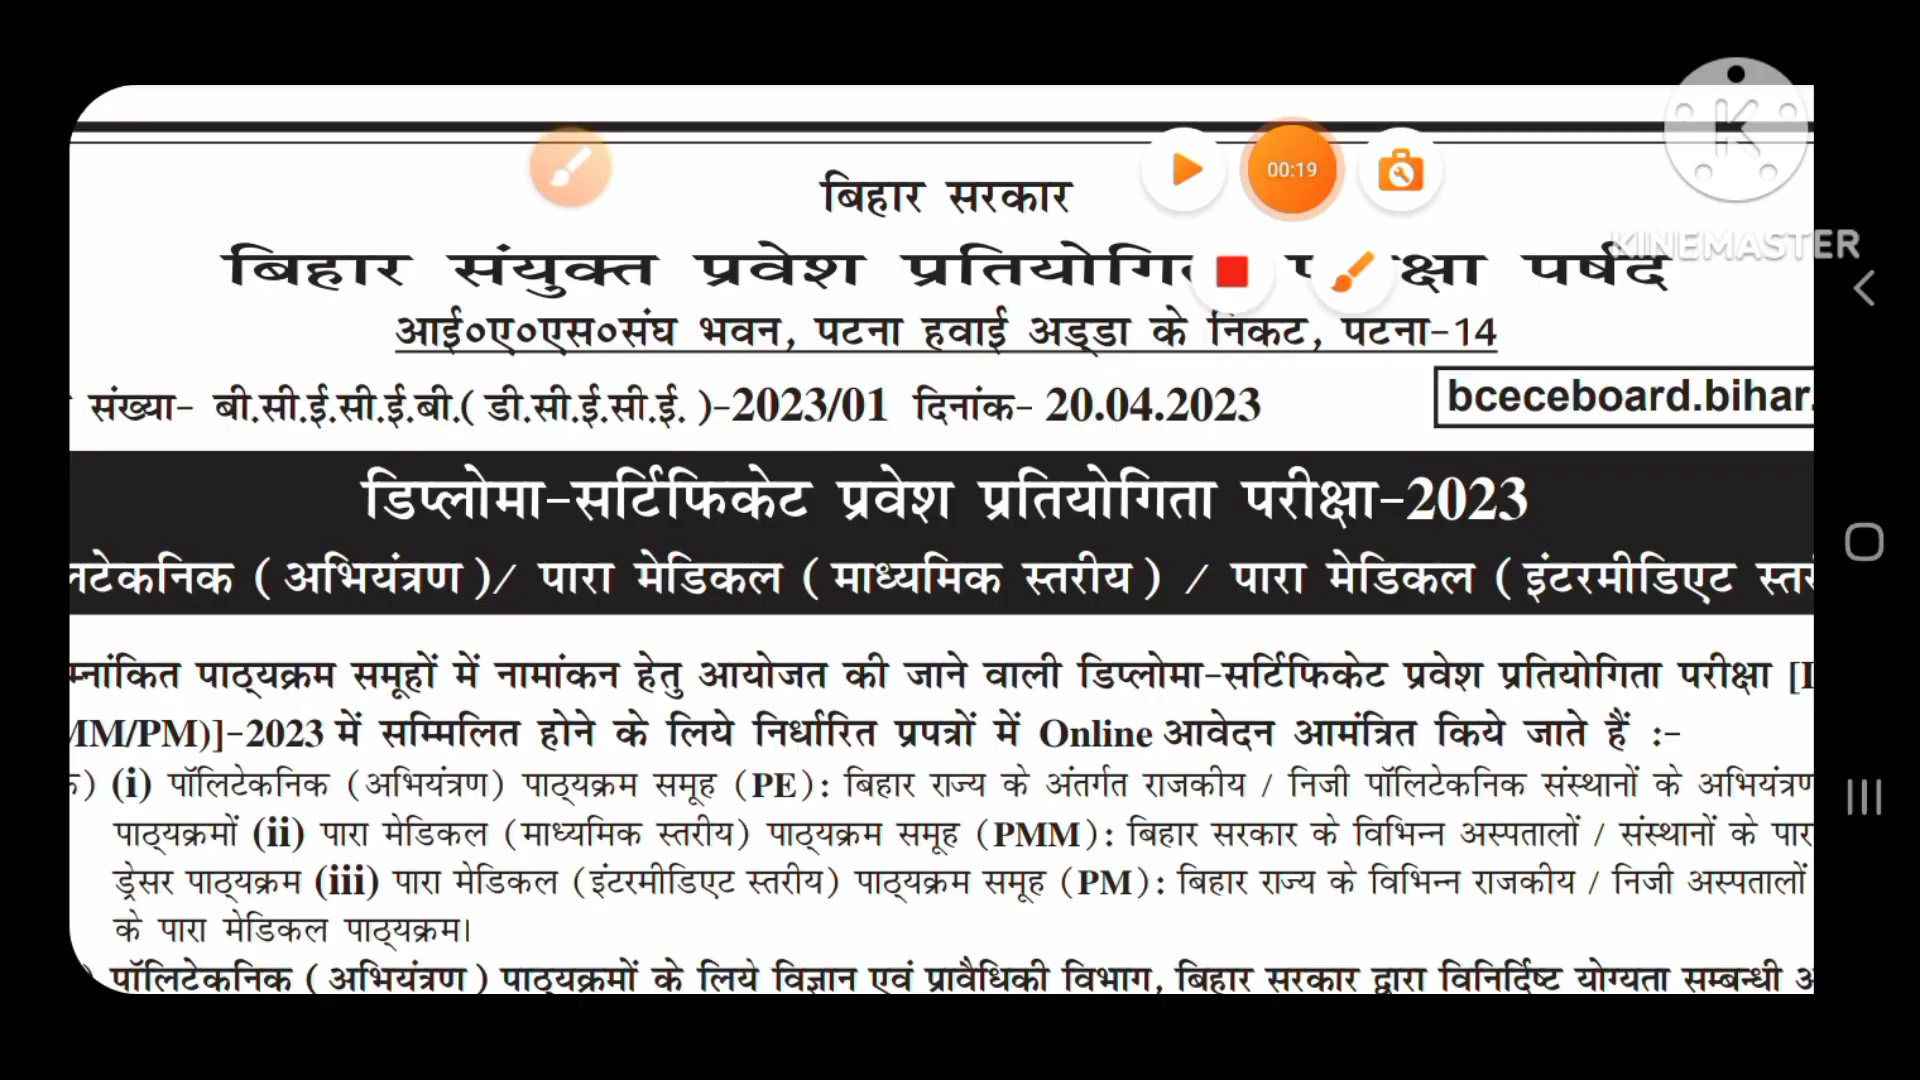 बिहार सरकार
00:19
KINEMASTER
बिहार संयुक्त प्रवेश पर्षद
आई०ए०एस०संघ भवन, पटना हवाई अड्डा के निकट, पटना-14
संख्या- बी.सी.ई.सी.ई.बी.( डी.सी.ई.सी.ई. )-2023/01 दिनांक- 20.04.2023
bceceboard.bihar.
डिप्लोमा-सर्टिफिकेट प्रवेश प्रतियोगिता परीक्षा-2023
( अभियंत्रण )/ पारा मेडिकल ( माध्यमिक स्तरीय ) / पारा मेडिकल ( इंटरमीडिएट
पाठ्यक्रम समूहों में नामांकन हेतु आयोजत की जाने वाली डिप्लोमा-सर्टिफिकेट प्रवेश प्रतियोगिता परीक्षा
MM/PM)]-2023 में सम्मिलित होने के लिये निर्धारित प्रपत्रों में Online आवेदन आमंत्रित किये जाते हैं :-
(i) पॉलिटेकनिक (अभियंत्रण) पाठ्यक्रम समूह (PE): बिहार राज्य के अंतर्गत राजकीय / निजी पॉलिटेकनिक संस्थानों के अभियंत्रण
पाठ्यक्रमों (ii) पारा मेडिकल (माध्यमिक स्तरीय) पाठ्यक्रम समूह (PMM): बिहार सरकार के विभिन्न अस्पतालों / संस्थानों के
ड्रेसर पाठ्यक्रम (iii) पारा मेडिकल (इंटरमीडिएट स्तरीय) पाठ्यक्रम समूह (PM): बिहार राज्य के विभिन्न राजकीय / निजी अस्पतालों
के पारा मेडिकल पाठ्यक्रम।
पॉलिटेकनिक ( अभियंत्रण ) पाठ्यक्रमों के लिये विज्ञान एवं प्रावैधिकी विभाग, बिहार सरकार द्वारा विनिर्दिष्ट योग्यता सम्बन्धी